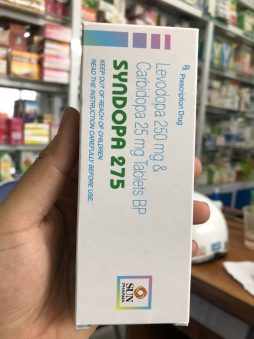 Rx Prescription Drug
Levodopa 250 mg &
Carbidopa 25 mg Tablets BP
SYNDOPA 275
KEEP OUT OF REACH OF CHILDREN
READ THE INSTRUCTION CAREFULLY BEFORE USE.
SUN
PHARMA